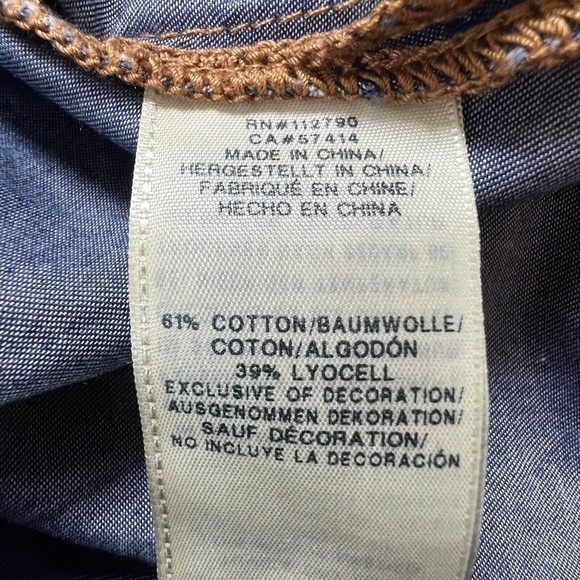 RN#112790
CA#57414
MADE IN CHINA/
HERGESTELLT IN CHINA/
FABRIQUÉ EN CHINE/
HECHO EN CHINA
61% COTTON/BAUMWOLLE/
COTON/ALGODÓN
39% LYOCELL
EXCLUSIVE OF DECORATION/
AUSGENOMMEN DEKORATION/
SAUF DÉCORATION/
NO INCLUYE LA DECORACIÓN